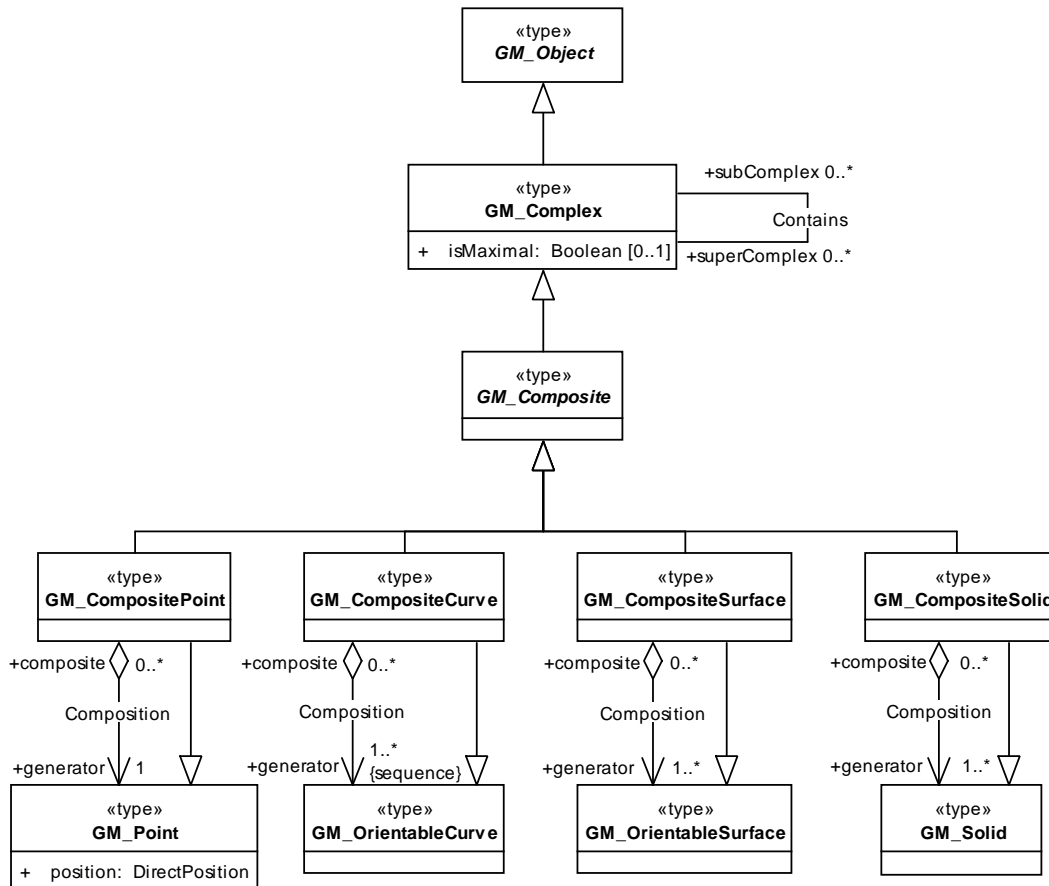 «type»
GM_Object
«type»
GM_Complex
+ isMaximal: Boolean [0..1]
+subComplex 0..*
Contains
+superComplex 0..*
«type»
GM_Composite
«type»
GM_CompositePoint
«type»
GM_CompositeCurve
«type»
GM_CompositeSurface
«type»
GM_CompositeSolid
+composite 0..*
+composite 0..*
+composite 0..*
+composite 0..*
Composition
Composition
Composition
Composition
+generator 1
+generator 1..*
{sequence}
+generator 1..*
+generator 1..*
«type»
GM_Point
+ position: DirectPosition
«type»
GM_OrientableCurve
«type»
GM_OrientableSurface
«type»
GM_Solid